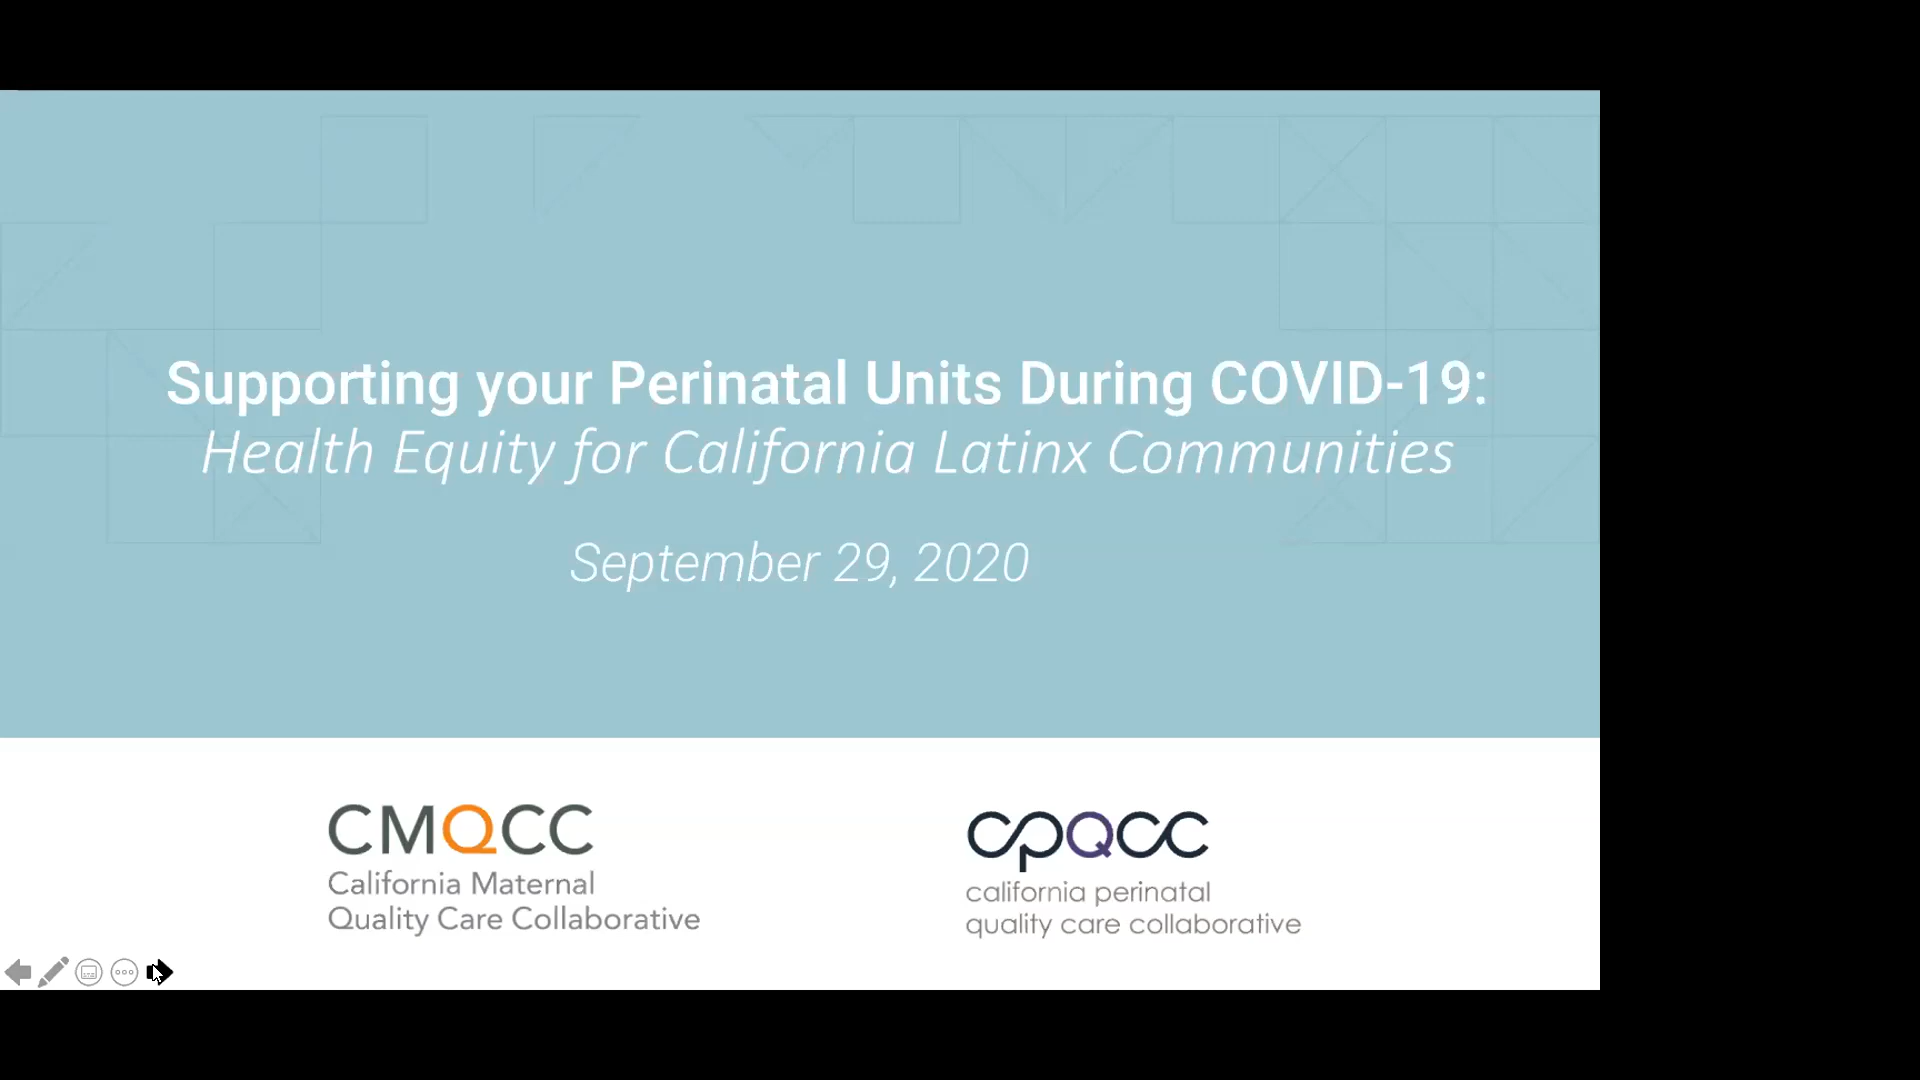 Supporting your Perinatal Units During COVID-19:
Health Equity for California Latinx Communities
September 29, 2020
CMQCC
California Maternal
Quality Care Collaborative
cpqcc
california perinatal
quality care collaborative